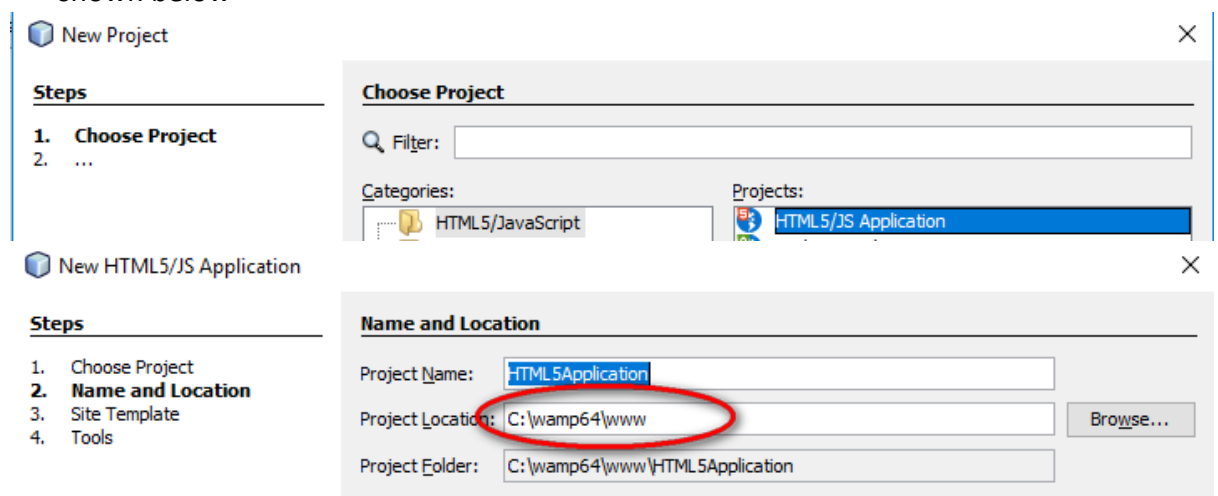 shown below
New Project
Steps
Choose Project
1. Choose Project
2. ...
Filter:
Categories:
Projects:
HTML5/JavaScript
HTML5/JS Application
New HTML5/JS Application
Steps
Name and Location
1. Choose Project
2. Name and Location
3. Site Template
4. Tools
Project Name: HTML5Application
Project Location: C:\wamp64\www
Browse...
Project Folder: C:\wamp64\www\HTML5Application